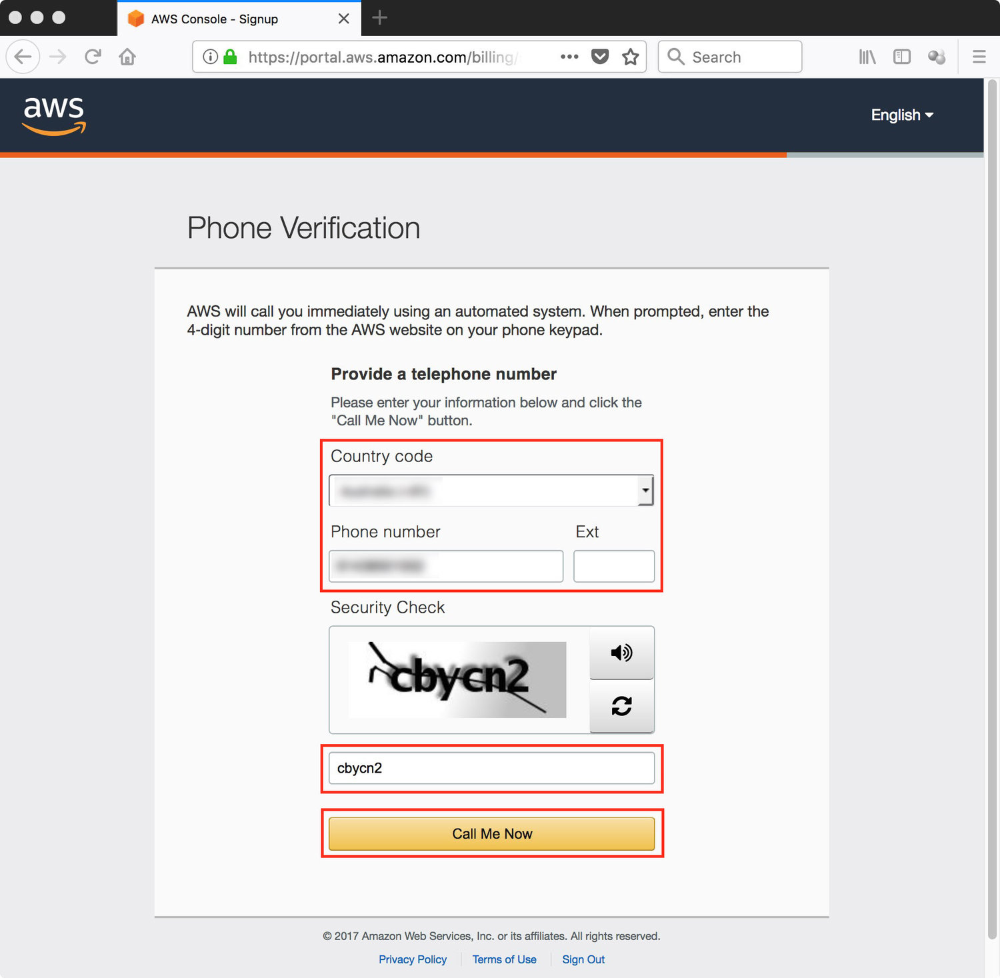 AWS Console - Signup
https://portal.aws.amazon.com/billing/
Search
aws
English
Phone Verification
AWS will call you immediately using an automated system. When prompted, enter the
4-digit number from the AWS website on your phone keypad.
Provide a telephone number
Please enter your information below and click the
"Call Me Now" button.
Country code
Phone number Ext
Security Check
cbycn2
cbycn2
Call Me Now
© 2017 Amazon Web Services, Inc. or its affiliates. All rights reserved.
Privacy Policy Terms of Use Sign Out